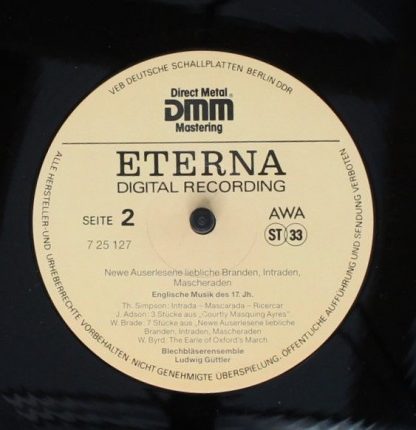 VEB DEUTSCHE SCHALLPLATTEN BERLIN DDR
Direct Metal
DMM®
Mastering
ETERNA
DIGITAL RECORDING
SEITE 2
AWA
7 25 127
ST 33
Newe Auserlesene liebliche Branden, Intraden,
Mascheraden
Englische Musik des 17. Jh.
Th. Simpson: Intrada – Mascarada – Ricercar
J. Adson: 3 Stücke aus „Courtly Masquing Ayres"
W. Brade: 7 Stücke aus „Newe Auserlesene liebliche
Branden, Intraden, Mascheraden
W. Byrd: The Earle of Oxford's March
Blechbläserensemble
Ludwig Güttler
ALLE HERSTELLER- UND URHEBERRECHTE VORBEHALTEN · NICHT GENEHMIGTE ÜBERSPIELUNG, ÖFFENTLICHE AUFFÜHRUNG UND SENDUNG VERBOTEN